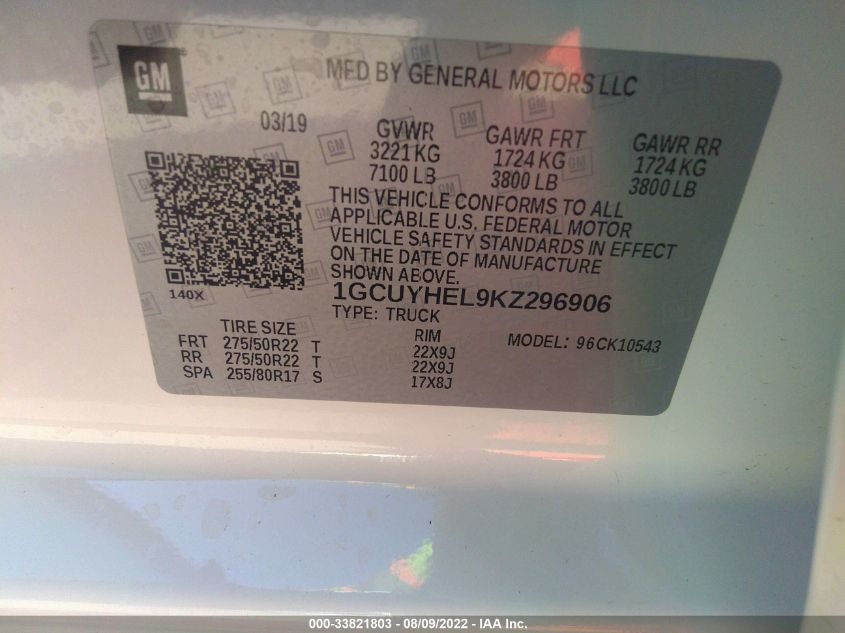 GM
MFD BY GENERAL MOTORS LLC
03/19
GVWR GAWR FRT GAWR RR
3221 KG 1724 KG 1724 KG
7100 LB 3800 LB 3800 LB
THIS VEHICLE CONFORMS TO ALL
APPLICABLE U.S. FEDERAL MOTOR
VEHICLE SAFETY STANDARDS IN EFFECT
ON THE DATE OF MANUFACTURE
SHOWN ABOVE.
140X
1GCUYHEL9KZ296906
TYPE: TRUCK
TIRE SIZE RIM MODEL: 96CK10543
FRT 275/50R22 T 22X9J
RR 275/50R22 T 22X9J
SPA 255/80R17 S 17X8J
000-33821803 - 08/09/2022 - IAA Inc.